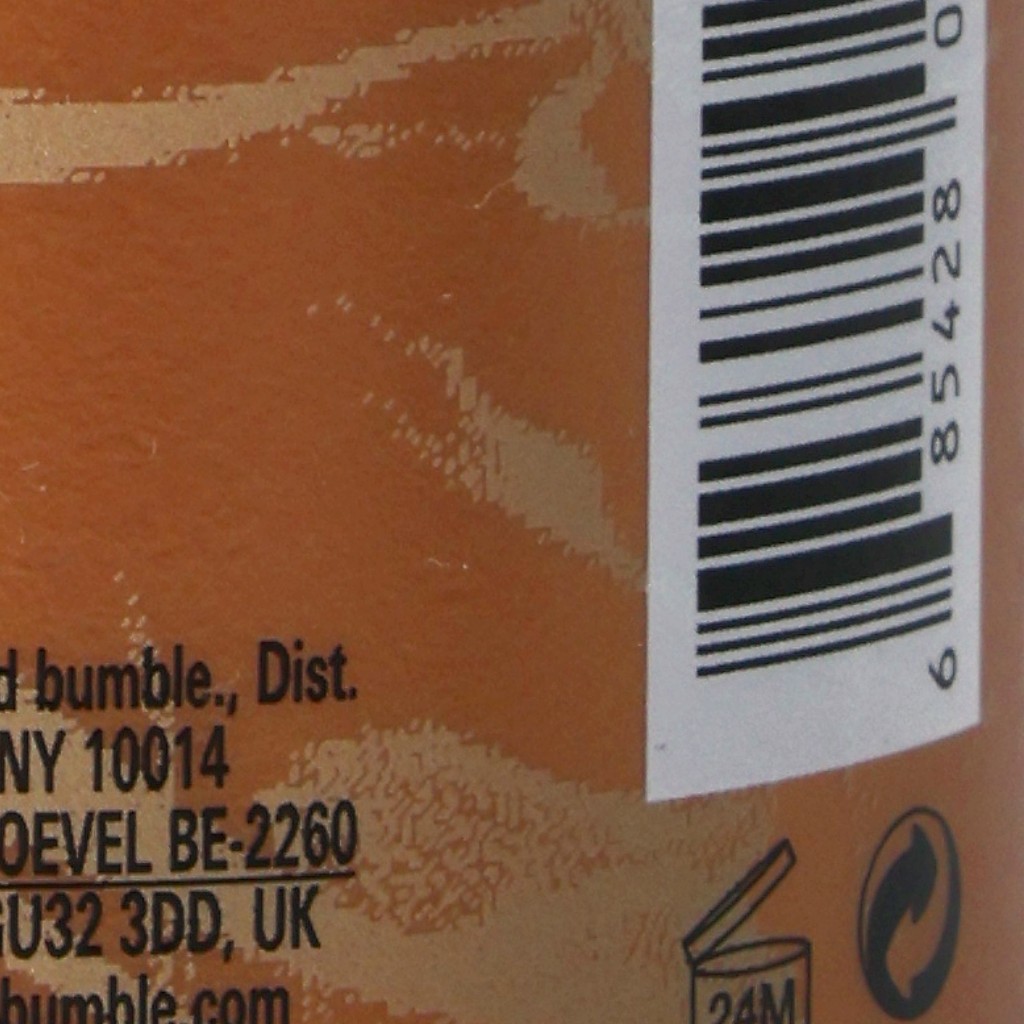 d bumble., Dist.
NY 10014
OEVEL BE-2260
GU32 3DD, UK
bumble.com
6 85428 0
24M